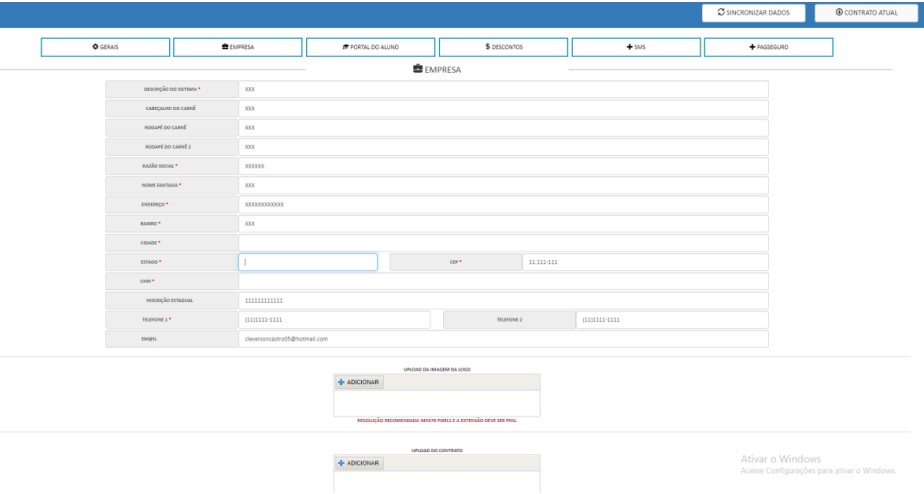 SINCRONIZAR DADOS
CONTRATO ATUAL
GERAIS
EMPRESA
PORTAL DO ALUNO
$ DESCONTOS
SMS
PAGSEGURO
EMPRESA
DESCRIÇÃO DO SISTEMA * XXX
CABEÇALHO DO CARNÊ XXX
RODAPÉ DO CARNÊ XXX
RODAPÉ DO CARNÊ 2 XXX
RAZÃO SOCIAL * XXXXXX
NOME FANTASIA * XXX
ENDEREÇO * XXXXXXXXXXXX
BAIRRO * XXX
CIDADE *
ESTADO * CEP * 11.111-111
CNPJ *
INSCRIÇÃO ESTADUAL 111111111111
TELEFONE 1 * (11)1111-1111 TELEFONE 2 (11)1111-1111
EMAIL cleversoncastro05@hotmail.com
UPLOAD DA IMAGEM DA LOGO
ADICIONAR
RESOLUÇÃO RECOMENDADA 340X70 PIXELS E A EXTENSÃO DEVE SER PNG.
UPLOAD DO CONTRATO
ADICIONAR
Ativar o Windows
Acesse Configurações para ativar o Windows.